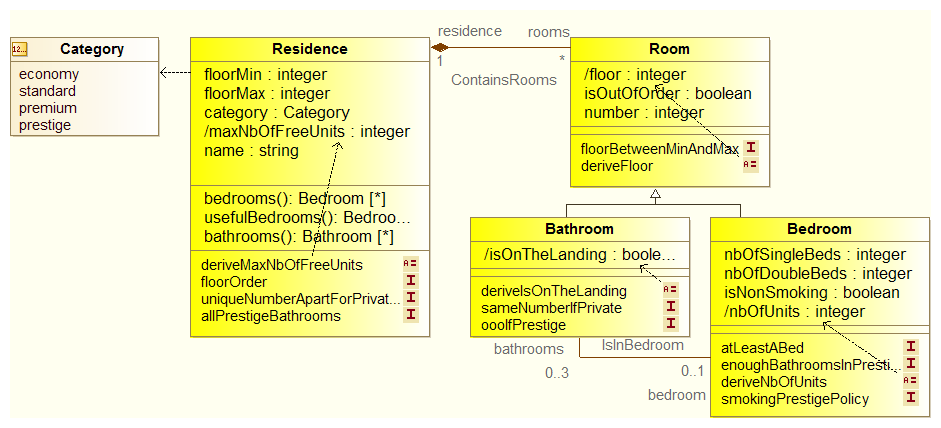 residence
rooms
12...
Category
Residence
Room
1
*
ContainsRooms
economy
standard
premium
prestige
floorMin : integer
floorMax : integer
category : Category
/maxNbOfFreeUnits : integer
name : string
/floor : integer
isOutOfOrder : boolean
number : integer
bedrooms(): Bedroom [*]
usefulBedrooms(): Bedroo...
bathrooms(): Bathroom [*]
floorBetweenMinAndMax I
deriveFloor A=
deriveMaxNbOfFreeUnits A=
floorOrder I
uniqueNumberApartForPrivat... I
allPrestigeBathrooms I
Bathroom
/isOnTheLanding : boole...
deriveIsOnTheLanding A=
sameNumberIfPrivate I
oooIfPrestige I
Bedroom
nbOfSingleBeds : integer
nbOfDoubleBeds : integer
isNonSmoking : boolean
/nbOfUnits : integer
atLeastABed I
enoughBathroomsInPresti... I
deriveNbOfUnits A=
smokingPrestigePolicy I
bathrooms
IsInBedroom
0..3
0..1
bedroom